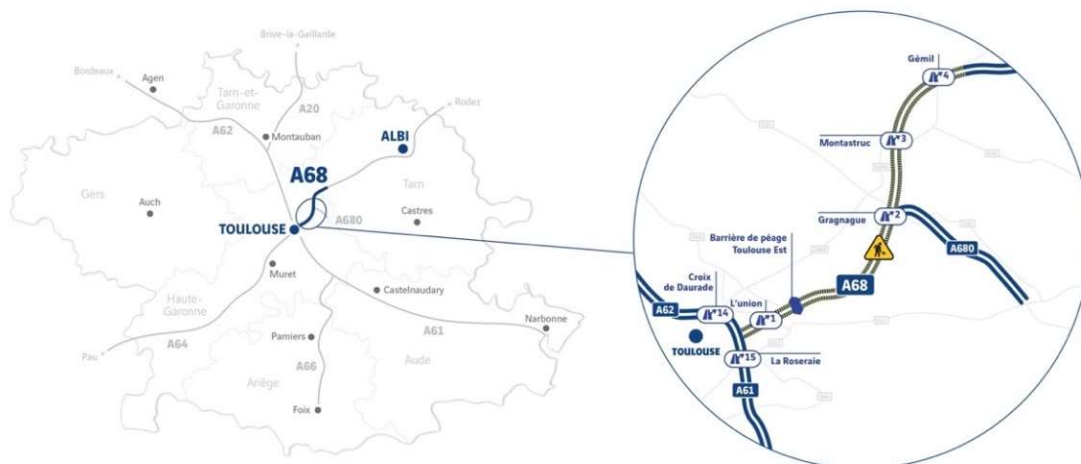 Brive-la-Gaillarde
Bordeaux
Agen
Tarn-et-
Garonne
A20
Rodez
A62
Montauban
ALBI
A68
Gers
Tarn
Auch
A680
Castres
TOULOUSE
Muret
Haute-
Garonne
Castelnaudary
Narbonne
A61
Pau
A64
Pamiers
A66
Aude
Ariège
Foix
Gémil
N°4
Montastruc
N°3
Gragnague
N°2
Barrière de péage
Toulouse Est
A680
Croix
de Daurade
A68
L'union
A62
N°14
N°1
TOULOUSE
N°15
La Roseraie
A61